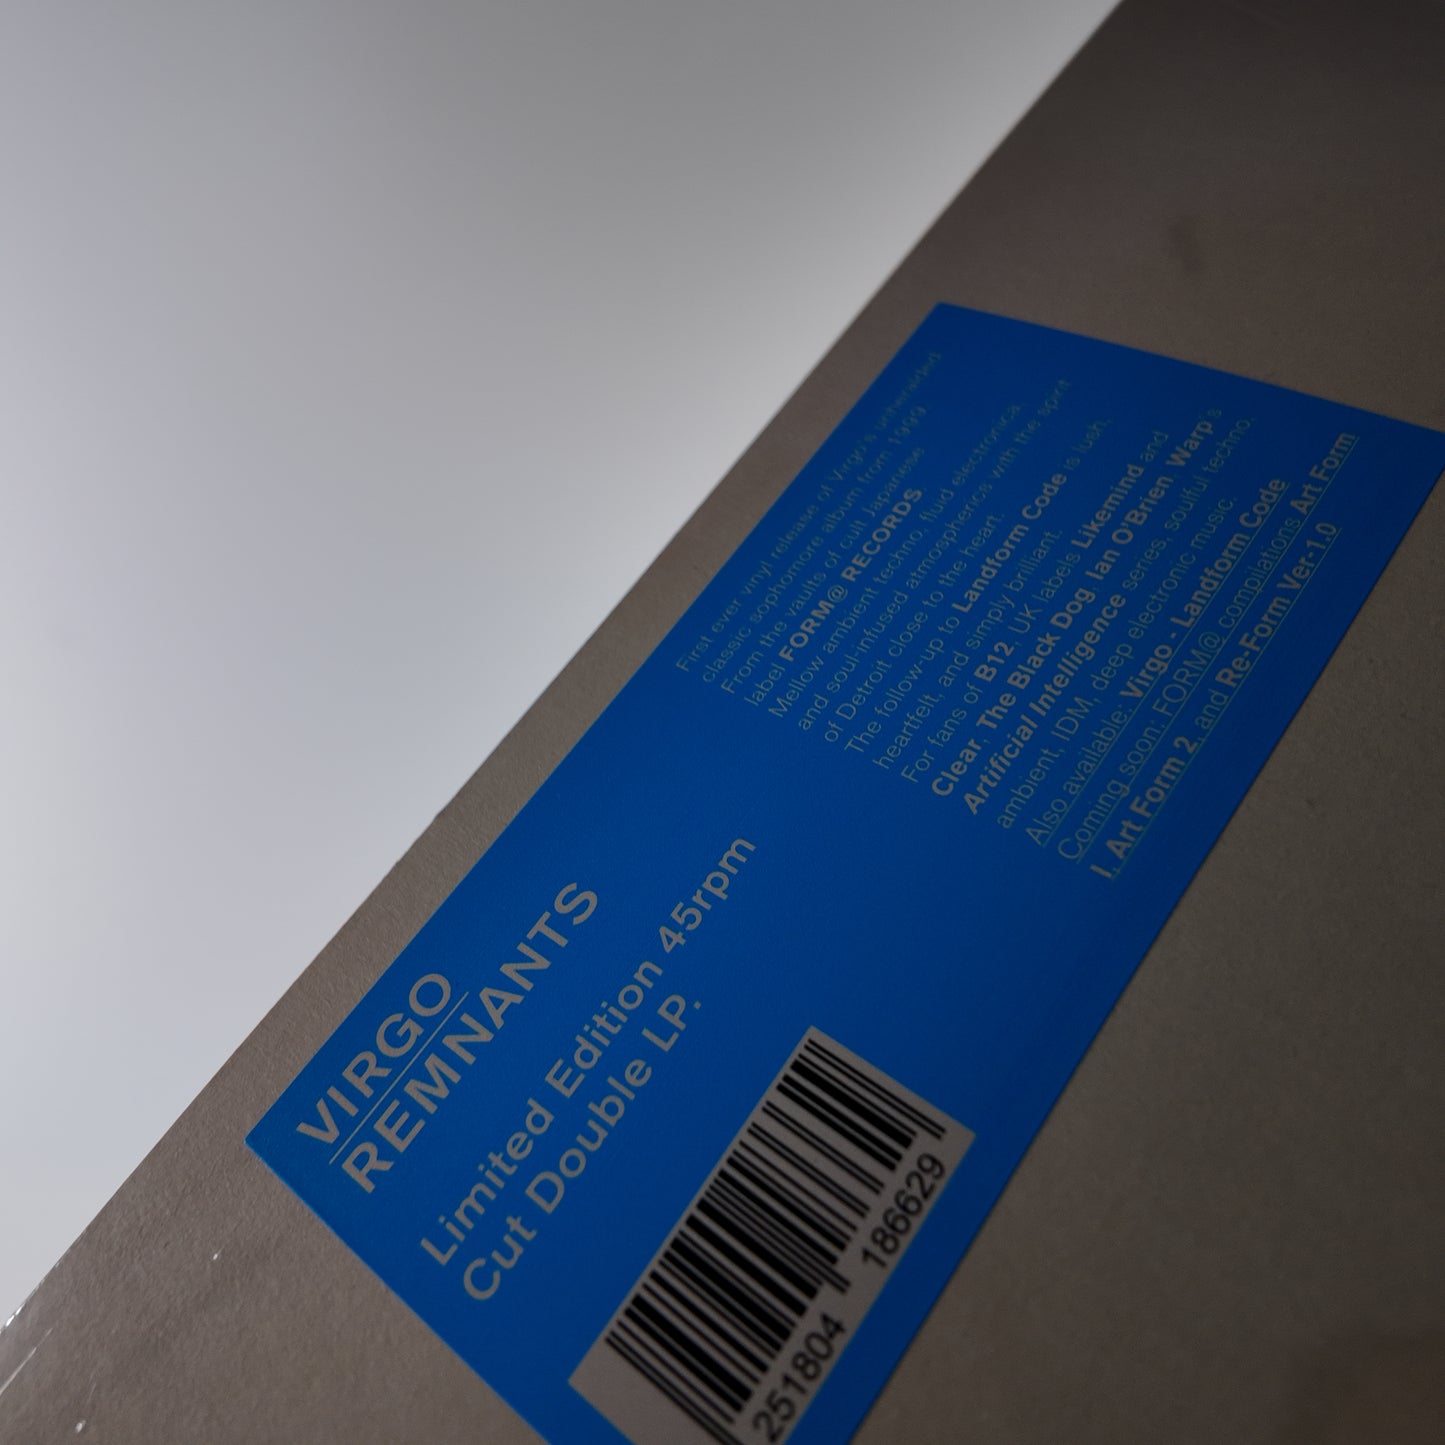 VIRGO
REMNANTS
Limited Edition 45rpm
Cut Double LP.
251804 186629
First ever vinyl release of Virgo's unheralded
classic sophomore album from 1999.
From the vaults of cult Japanese
label FORM@ RECORDS
Mellow ambient techno, fluid electronica,
and soul-infused atmospherics with the spirit
of Detroit close to the heart.
The follow-up to Landform Code is lush,
heartfelt, and simply brilliant.
For fans of B12, UK labels Likemind and
Clear, The Black Dog, Ian O'Brien, Warp's
Artificial Intelligence series, soulful techno,
ambient, IDM, deep electronic music.
Also available: Virgo - Landform Code
Coming soon: FORM@ compilations Art Form
1, Art Form 2, and Re-Form Ver-1.0